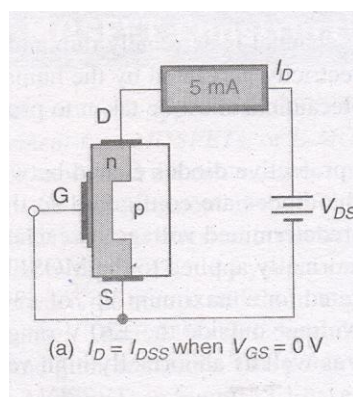 I_D
5 mA
D
n
G
p
V_DS
S
(a) I_D = I_DSS when V_GS = 0 V